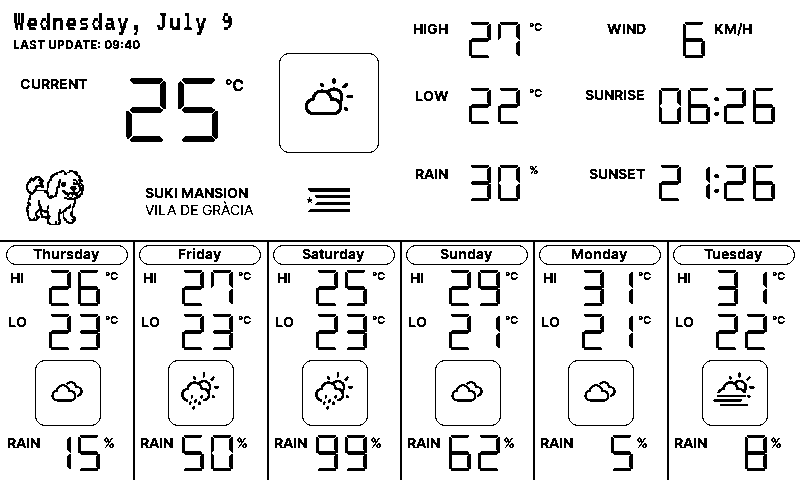 Wednesday, July 9
LAST UPDATE: 09:40
CURRENT 25 °C
SUKI MANSION
VILA DE GRÀCIA
HIGH 27 °C
LOW 22 °C
RAIN 30 %
WIND 6 KM/H
SUNRISE 06:26
SUNSET 21:26
Thursday
HI 26 °C
LO 23 °C
RAIN 15 %
Friday
HI 27 °C
LO 23 °C
RAIN 50 %
Saturday
HI 25 °C
LO 23 °C
RAIN 99 %
Sunday
HI 29 °C
LO 21 °C
RAIN 62 %
Monday
HI 31 °C
LO 21 °C
RAIN 5 %
Tuesday
HI 31 °C
LO 22 °C
RAIN 8 %